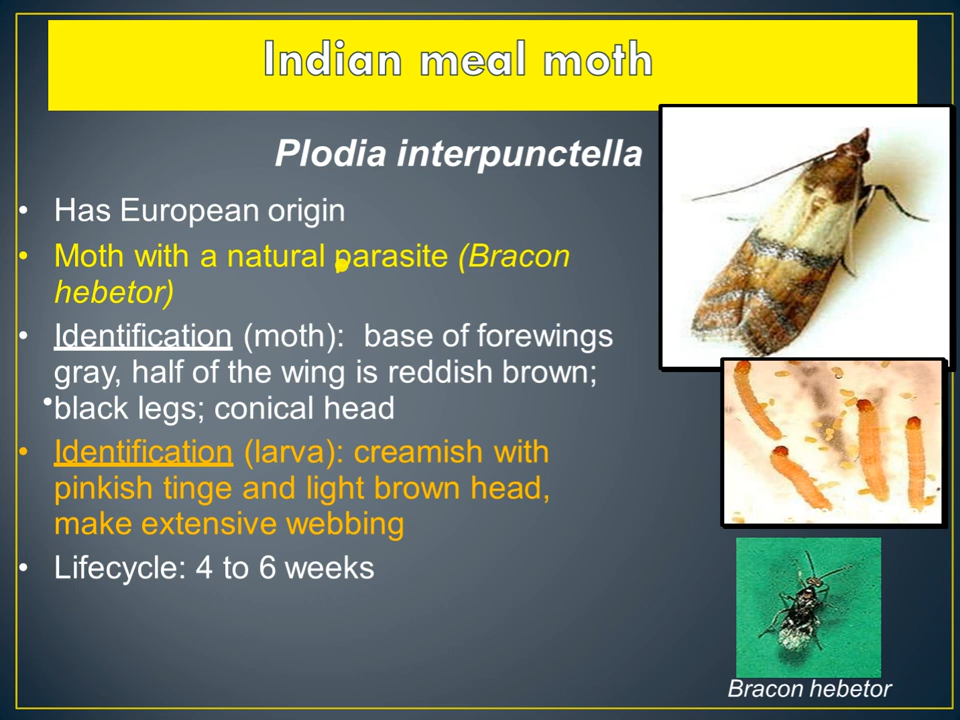 Indian meal moth
Plodia interpunctella
• Has European origin
• Moth with a natural parasite (Bracon
hebetor)
• Identification (moth):  base of forewings
gray, half of the wing is reddish brown;
black legs; conical head
• Identification (larva): creamish with
pinkish tinge and light brown head,
make extensive webbing
• Lifecycle: 4 to 6 weeks
Bracon hebetor